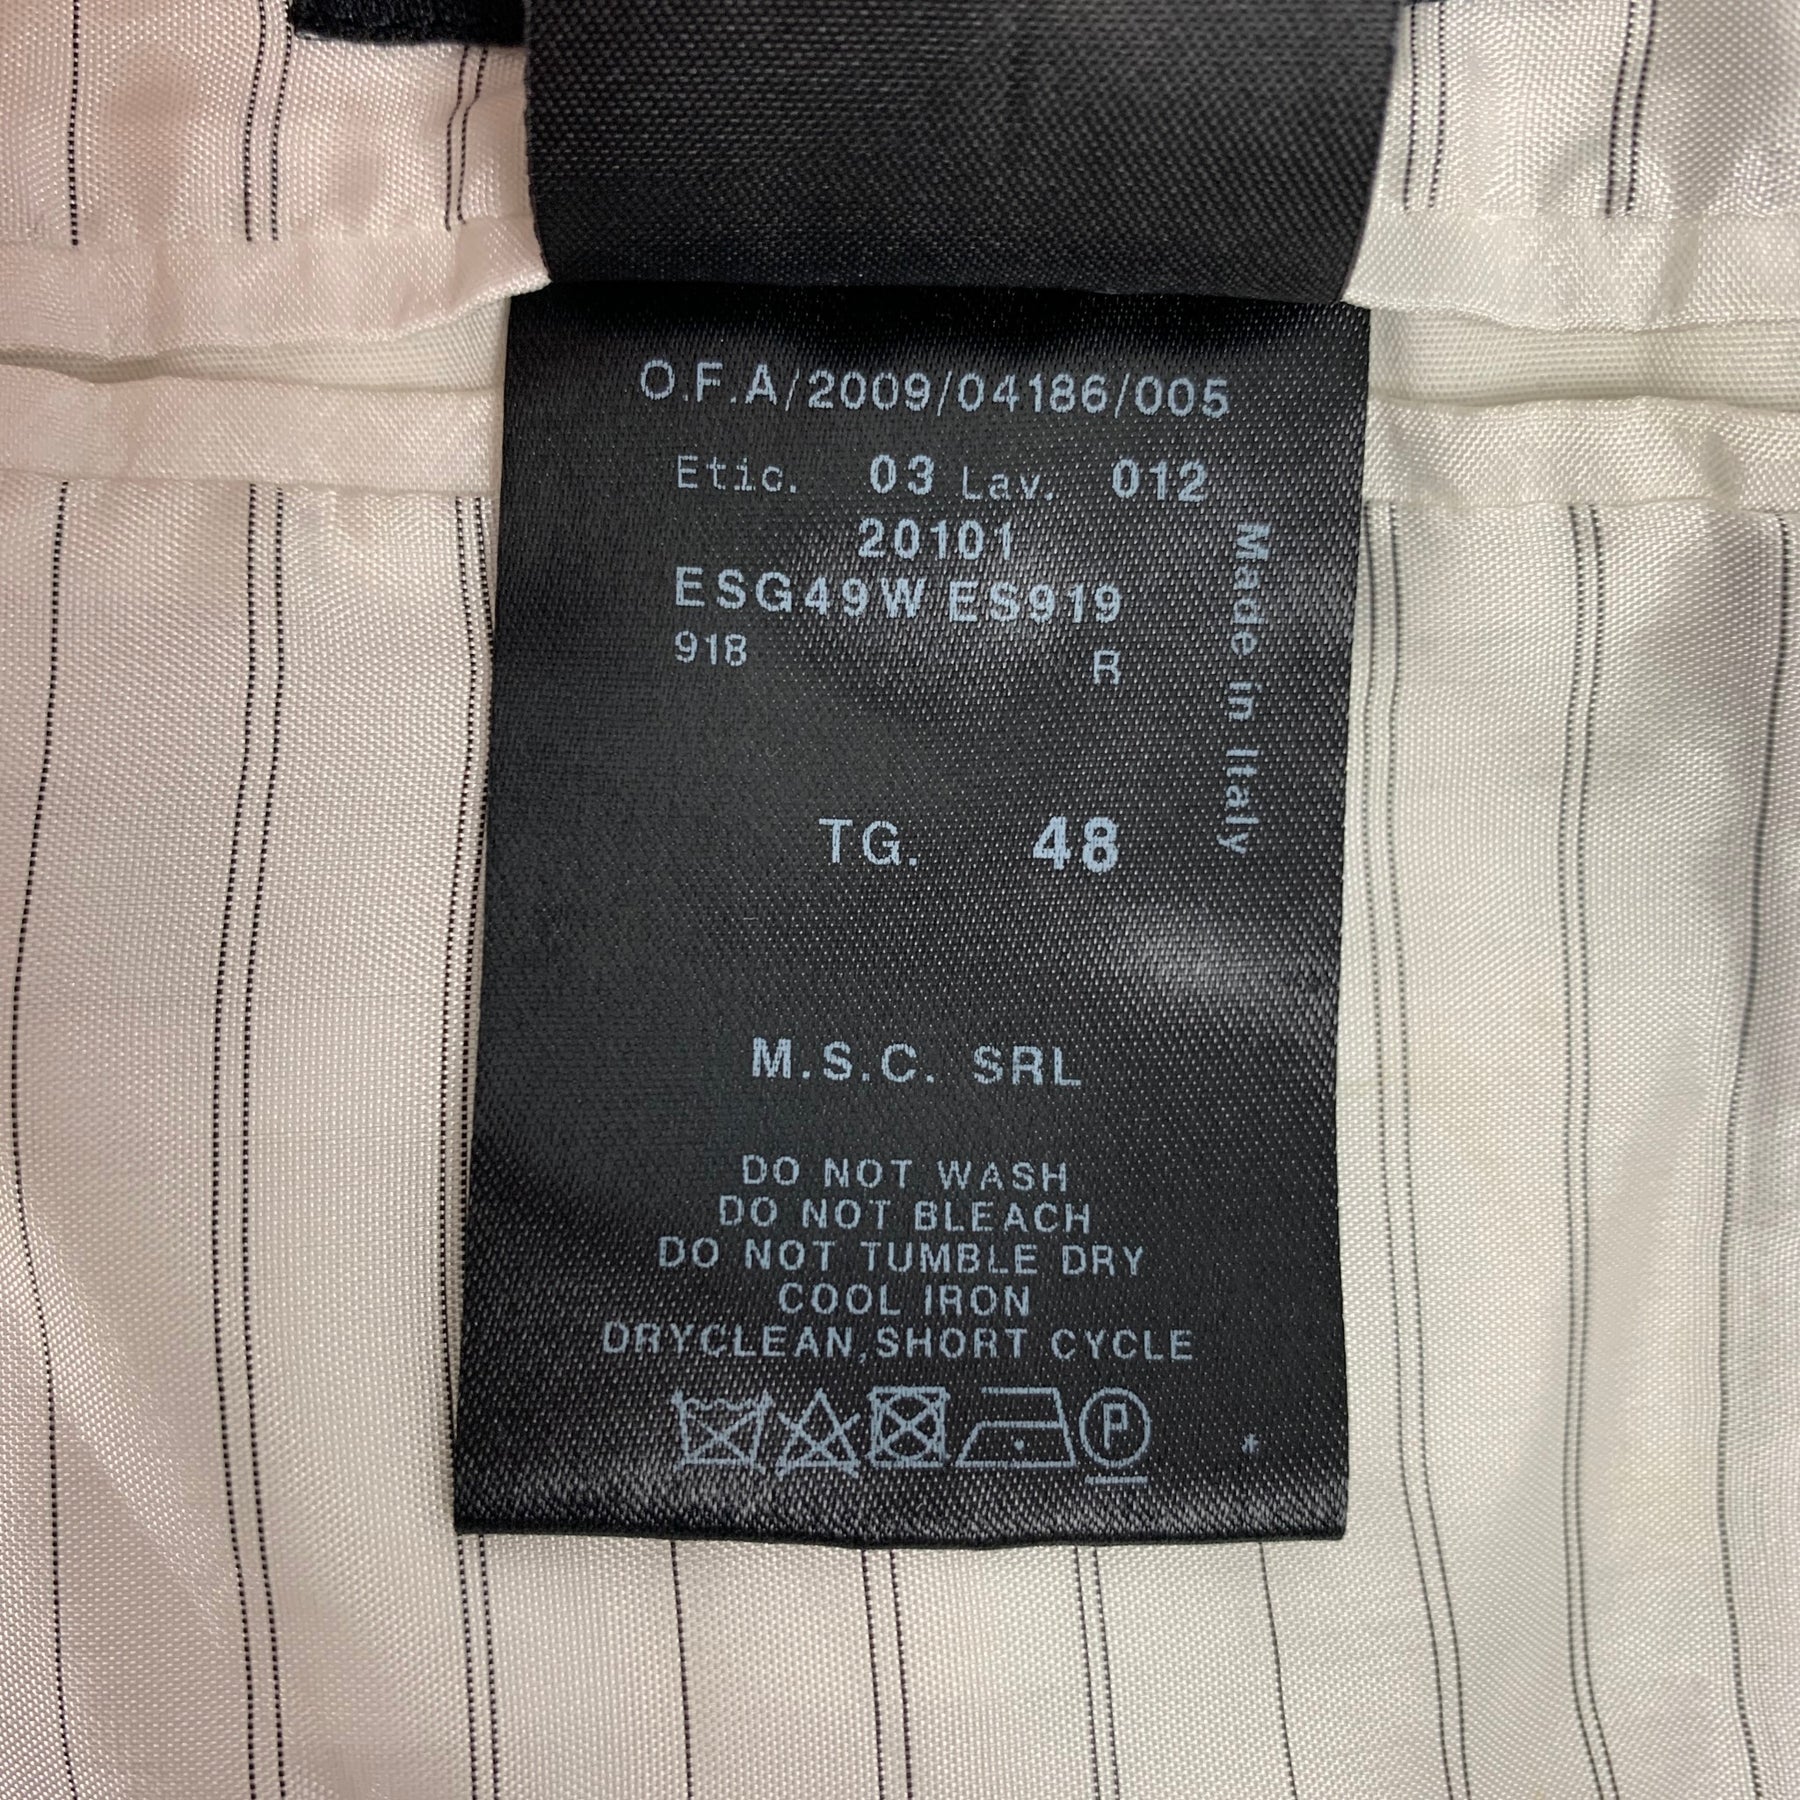 O.F.A/2009/04186/005
Etic. 03 Lav. 012
20101
ESG49W ES919
918 R
Made in Italy
TG. 48
M.S.C. SRL
DO NOT WASH
DO NOT BLEACH
DO NOT TUMBLE DRY
COOL IRON
DRYCLEAN,SHORT CYCLE
P *